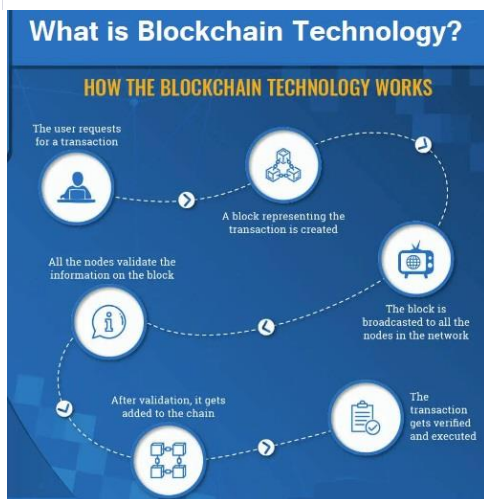 What is Blockchain Technology?
HOW THE BLOCKCHAIN TECHNOLOGY WORKS
The user requests
for a transaction
A block representing the
transaction is created
The block is
broadcasted to all the
nodes in the network
All the nodes validate the
information on the block
After validation, it gets
added to the chain
The
transaction
gets verified
and executed